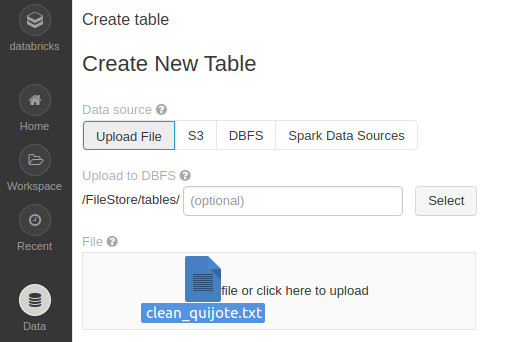 databricks
Home
Workspace
Recent
Data
Create table
Create New Table
Data source
Upload File S3 DBFS Spark Data Sources
Upload to DBFS
/FileStore/tables/ (optional) Select
File
file or click here to upload
clean_quijote.txt